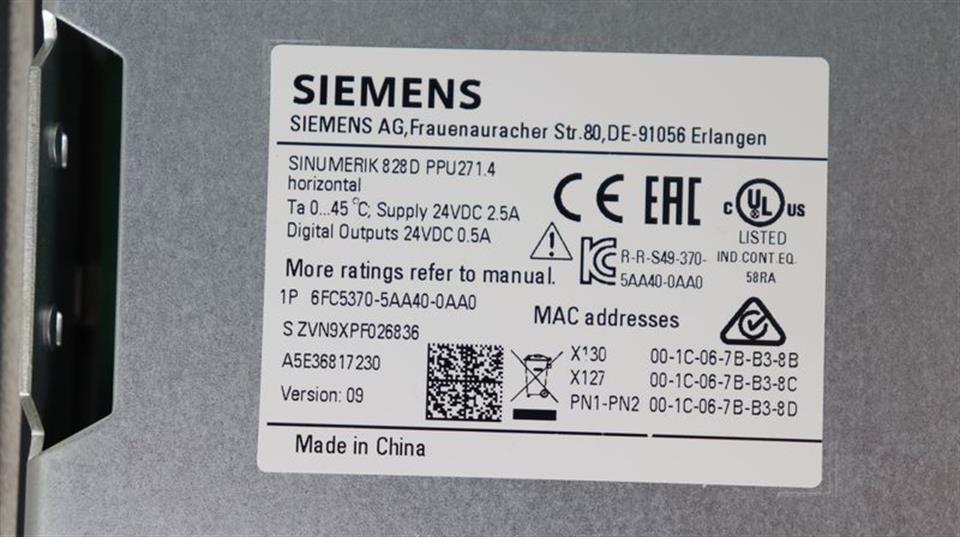 SIEMENS
SIEMENS AG,Frauenauracher Str.80,DE-91056 Erlangen
SINUMERIK 828D PPU271.4
horizontal
Ta 0...45 °C; Supply 24VDC 2.5A
Digital Outputs 24VDC 0.5A
More ratings refer to manual.
1P 6FC5370-5AA40-0AA0
S ZVN9XPF026836
A5E36817230
Version: 09
CE EAC
C UL US
LISTED
IND.CONT.EQ.
58RA
R-R-S49-370-
5AA40-0AA0
MAC addresses
X130 00-1C-06-7B-B3-8B
X127 00-1C-06-7B-B3-8C
PN1-PN2 00-1C-06-7B-B3-8D
Made in China